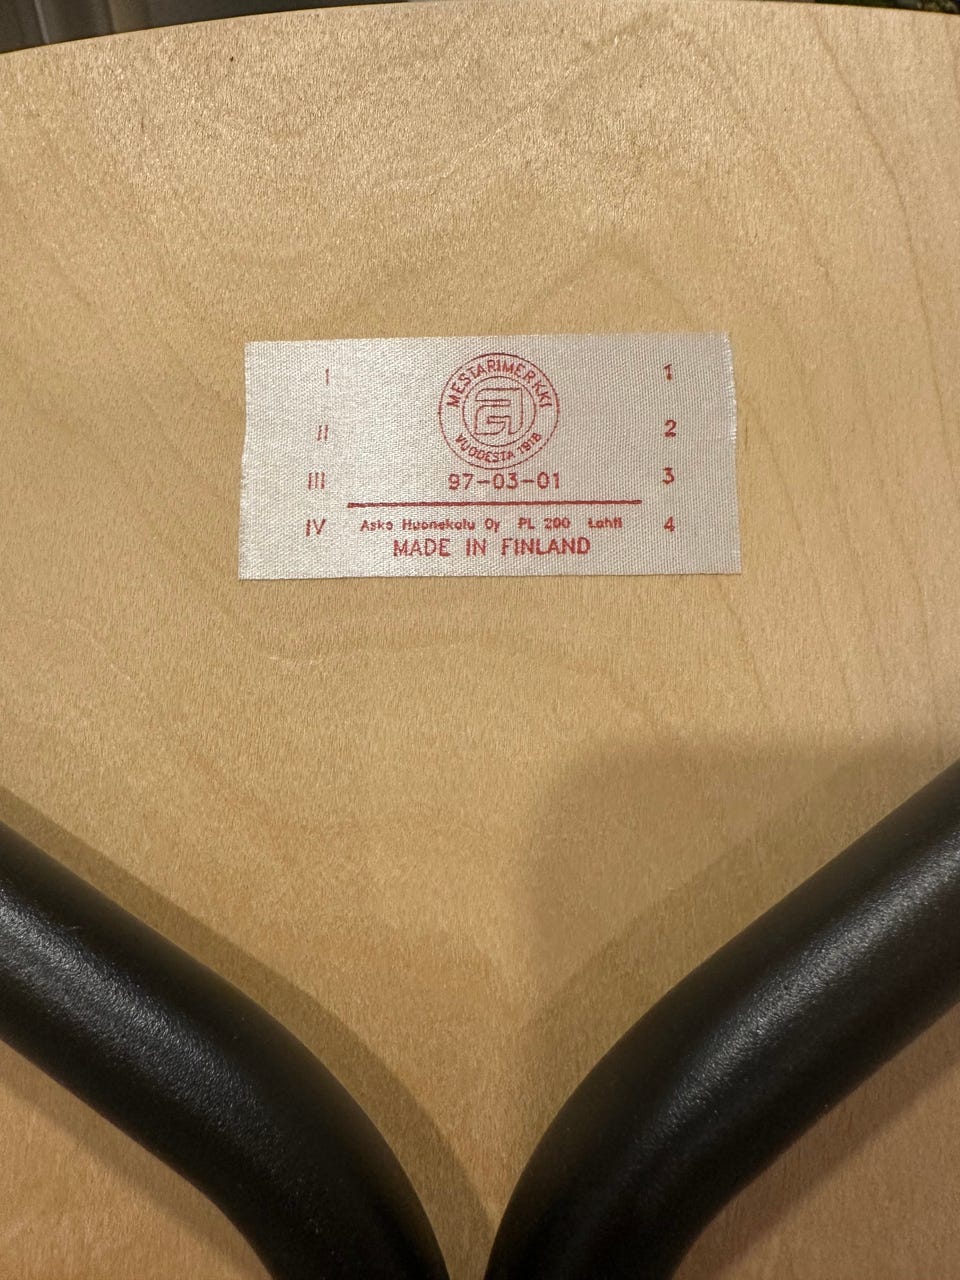 MESTARIMERKKI
a
VUODESTA 1918
I 1
II 2
III 97-03-01 3
IV Asko Huonekalu Oy PL 200 Lahti 4
MADE IN FINLAND